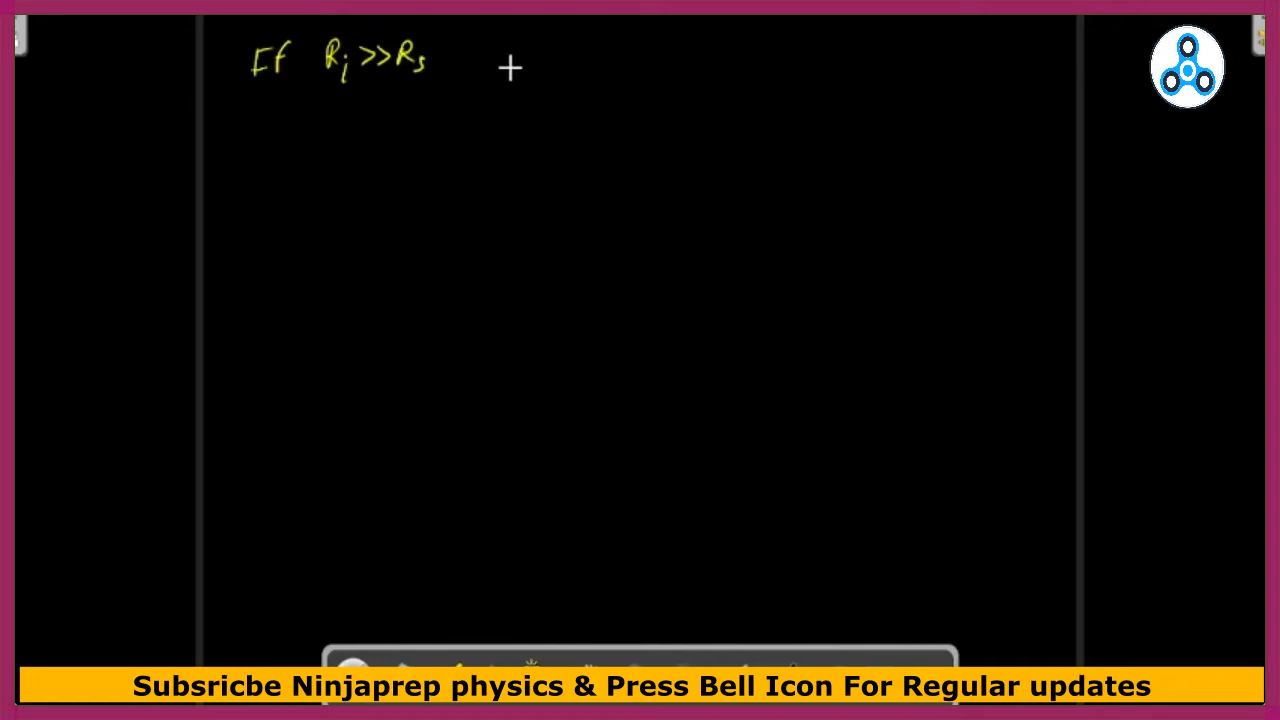 If Ri >> Rs
Subsricbe Ninjaprep physics & Press Bell Icon For Regular updates